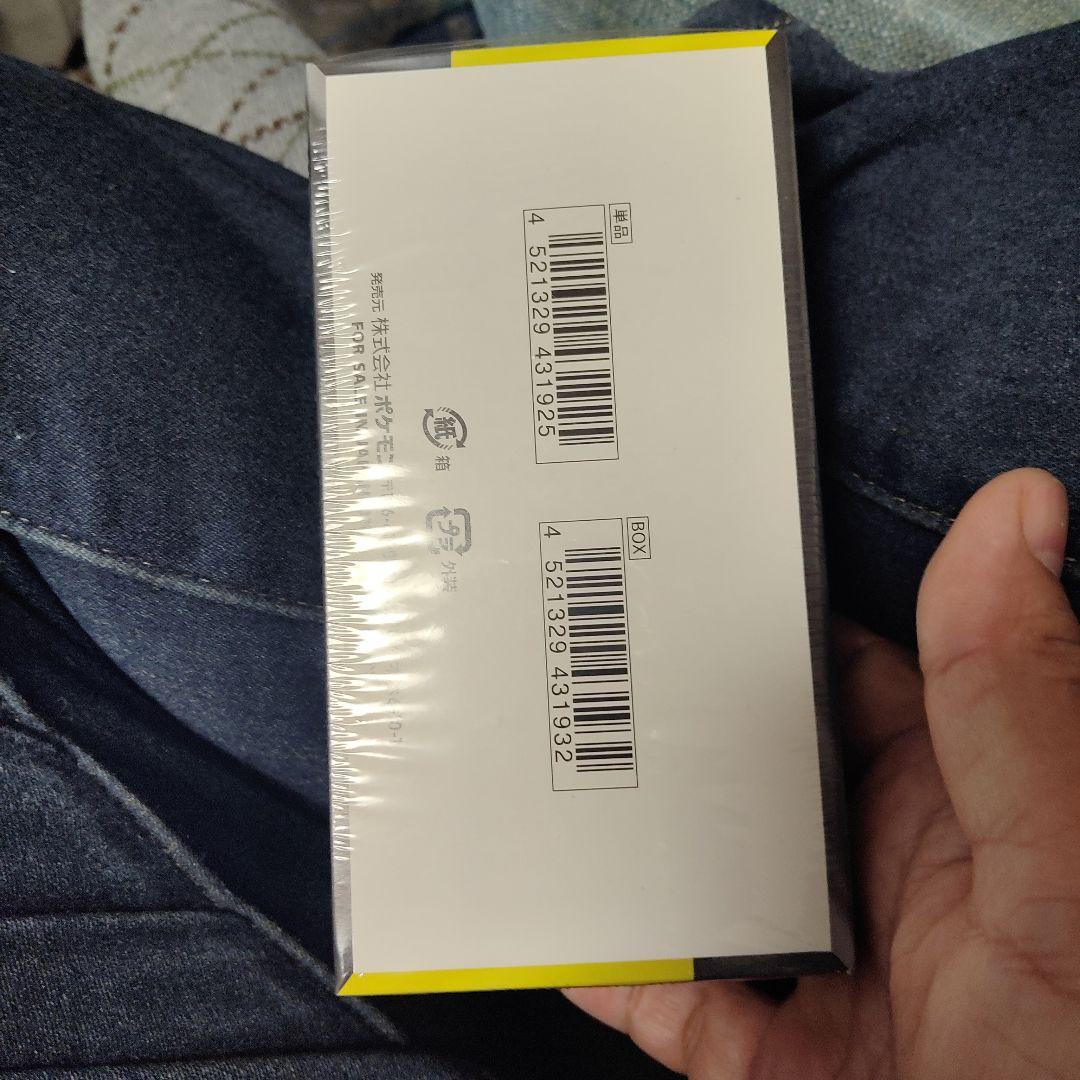 単品
4 521329 431925
BOX
4 521329 431932
紙 箱
プラ 外装
発売元 株式会社 ポケモン
FOR SALE IN